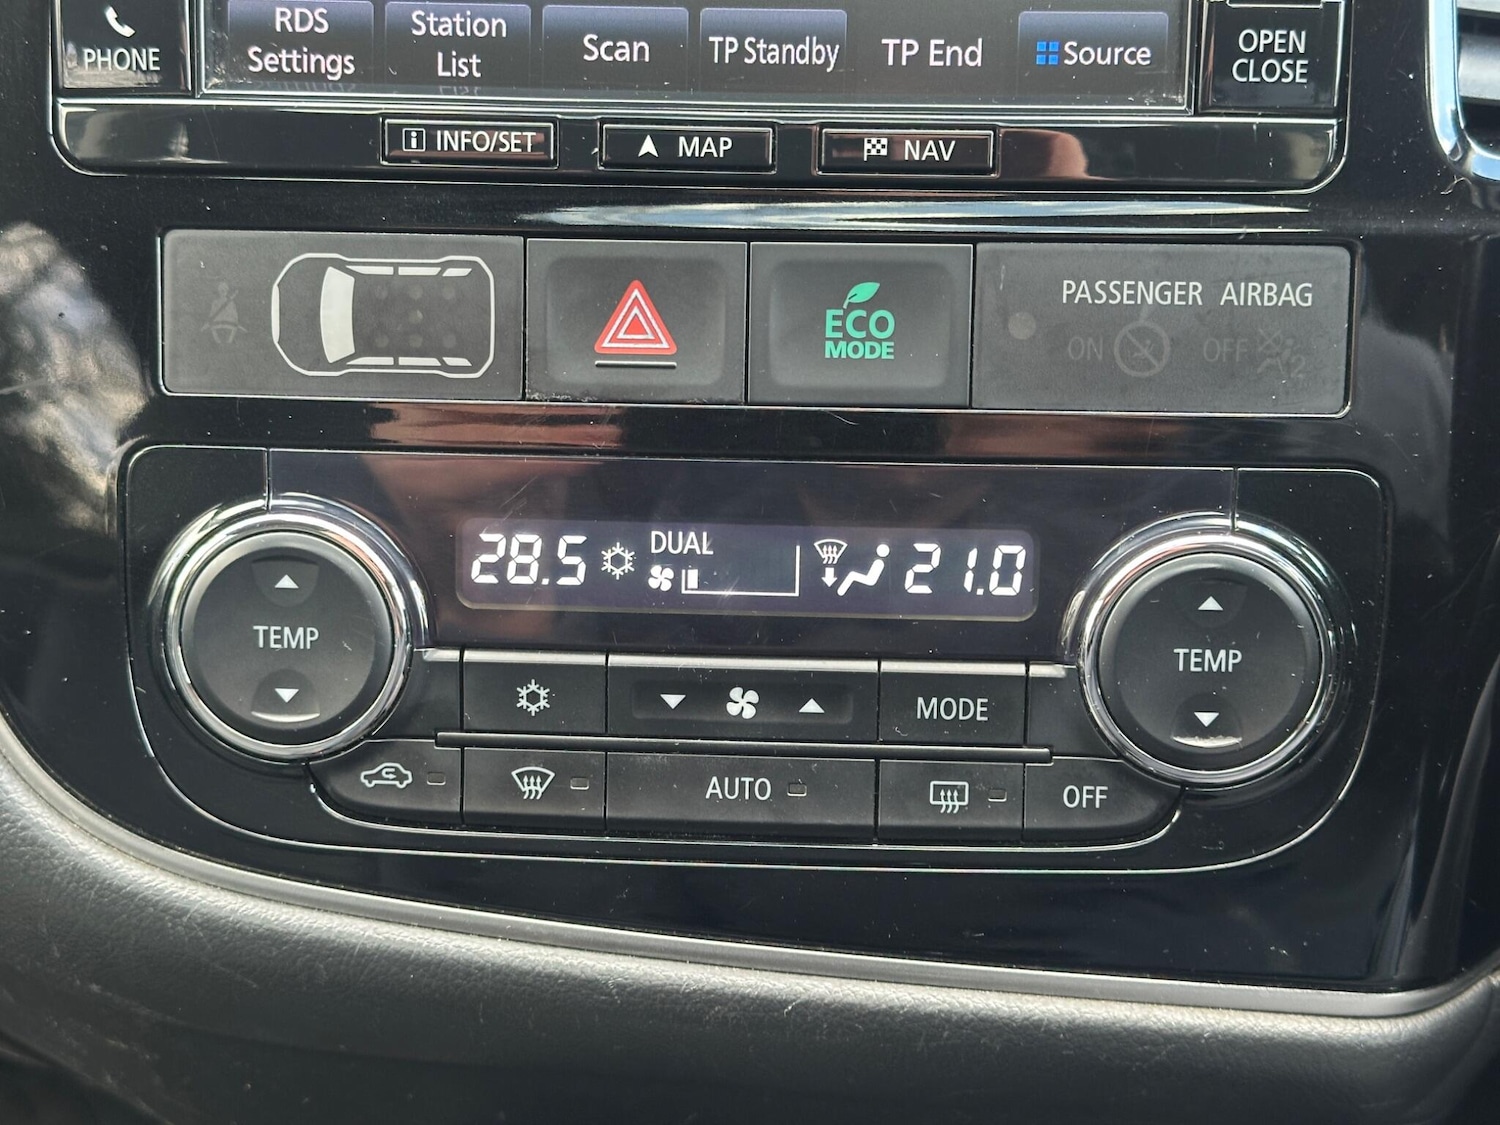 PHONE
RDS
Settings
Station
List
Scan
TP Standby
TP End
Source
OPEN
CLOSE
INFO/SET
MAP
NAV
ECO
MODE
PASSENGER AIRBAG
ON
OFF
2
28.5
DUAL
21.0
TEMP
TEMP
MODE
AUTO
OFF